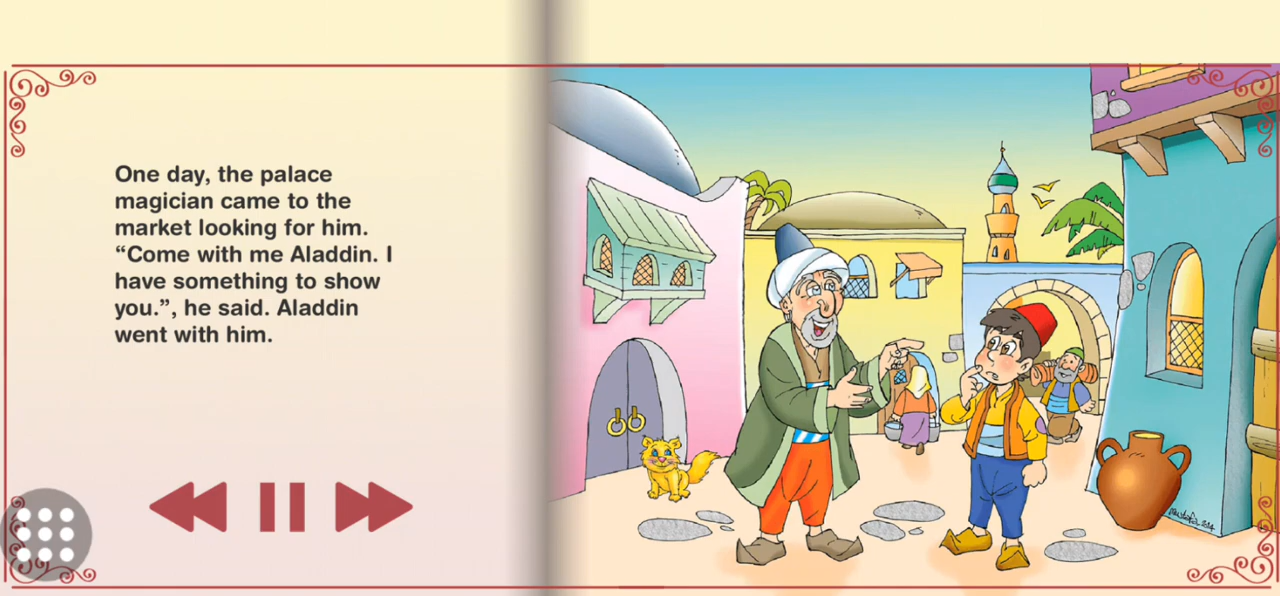 One day, the palace
magician came to the
market looking for him.
“Come with me Aladdin. I
have something to show
you.”, he said. Aladdin
went with him.